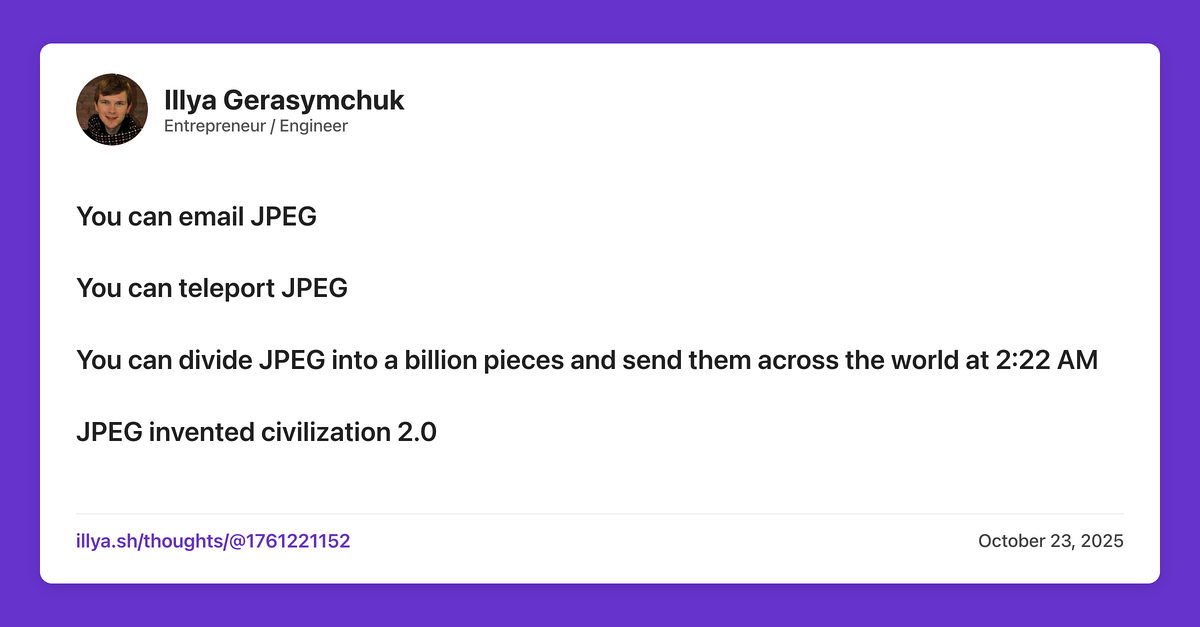 Illya Gerasymchuk
Entrepreneur / Engineer
You can email JPEG
You can teleport JPEG
You can divide JPEG into a billion pieces and send them across the world at 2:22 AM
JPEG invented civilization 2.0
illya.sh/thoughts/@1761221152
October 23, 2025